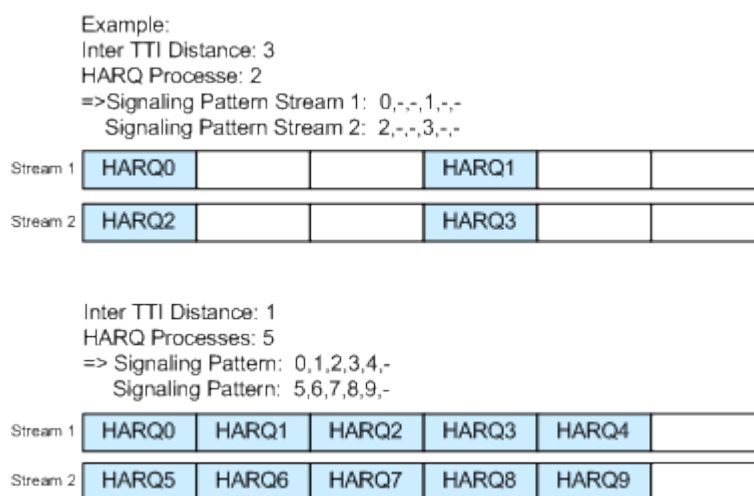 Example:
Inter TTI Distance: 3
HARQ Processe: 2
=>Signaling Pattern Stream 1: 0,-,-,1,-,-
Signaling Pattern Stream 2: 2,-,-,3,-,-
Stream 1 HARQ0 HARQ1
Stream 2 HARQ2 HARQ3
Inter TTI Distance: 1
HARQ Processes: 5
=> Signaling Pattern: 0,1,2,3,4,-
Signaling Pattern: 5,6,7,8,9,-
Stream 1 HARQ0 HARQ1 HARQ2 HARQ3 HARQ4
Stream 2 HARQ5 HARQ6 HARQ7 HARQ8 HARQ9